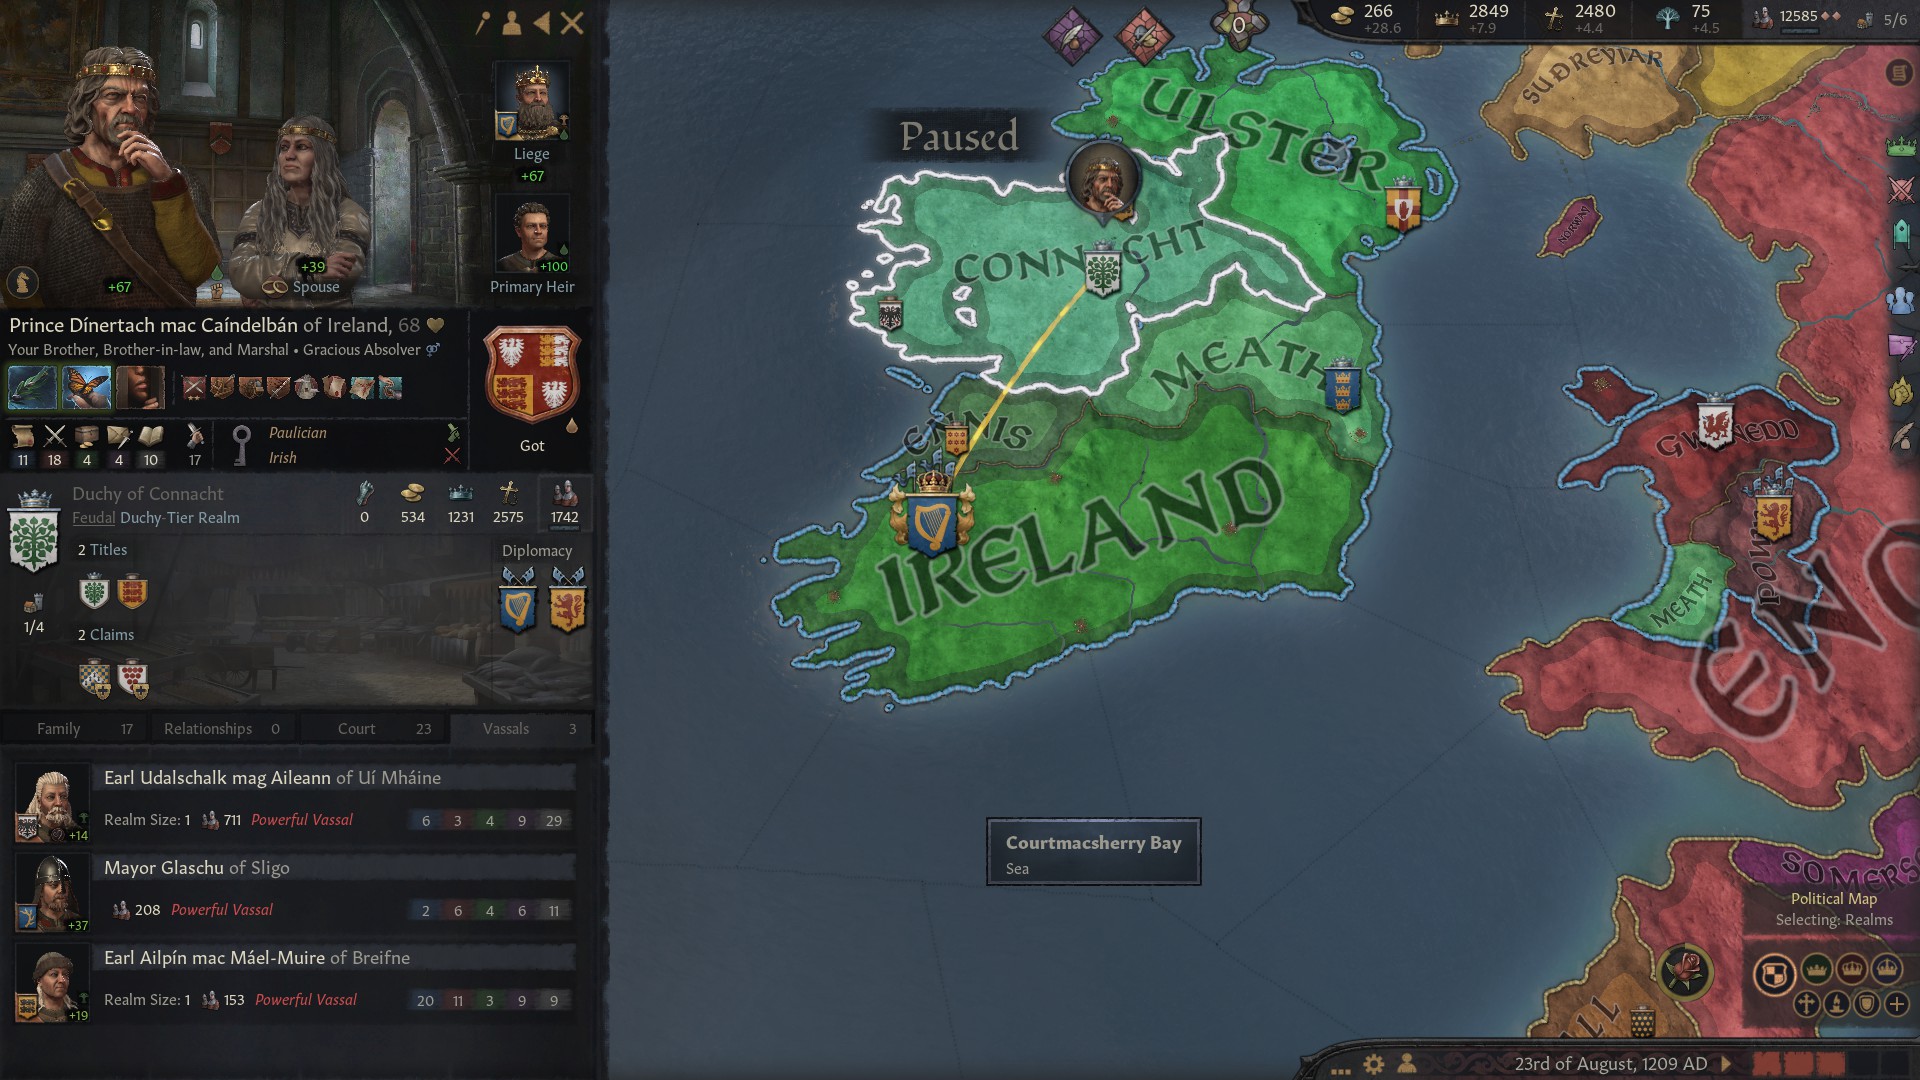 266
+28.6
2849
+7.9
2480
+4.4
75
+4.5
12585
5/6
0
Paused
Liege
+67
+100
Primary Heir
+67
+39
Spouse
Prince Dínertach mac Caíndelbán of Ireland, 68
Your Brother, Brother-in-law, and Marshal • Gracious Absolver
11
18
4
4
10
17
Paulician
Irish
Got
Duchy of Connacht
Feudal Duchy-Tier Realm
0
534
1231
2575
1742
2 Titles
1/4
2 Claims
Diplomacy
Family 17
Relationships 0
Court 23
Vassals 3
Earl Udalschalk mag Aileann of Uí Mháine
Realm Size: 1 711 Powerful Vassal 6 3 4 9 29
+14
Mayor Glaschu of Sligo
208 Powerful Vassal 2 6 4 6 11
+37
Earl Ailpín mac Máel-Muire of Breifne
Realm Size: 1 153 Powerful Vassal 20 11 3 9 9
+19
SUÐREYJAR
ULSTER
NORWAY
CONNACHT
MEATH
ENNIS
IRELAND
GWYNEDD
MEATH
Courtmacsherry Bay
Sea
Political Map
Selecting: Realms
23rd of August, 1209 AD